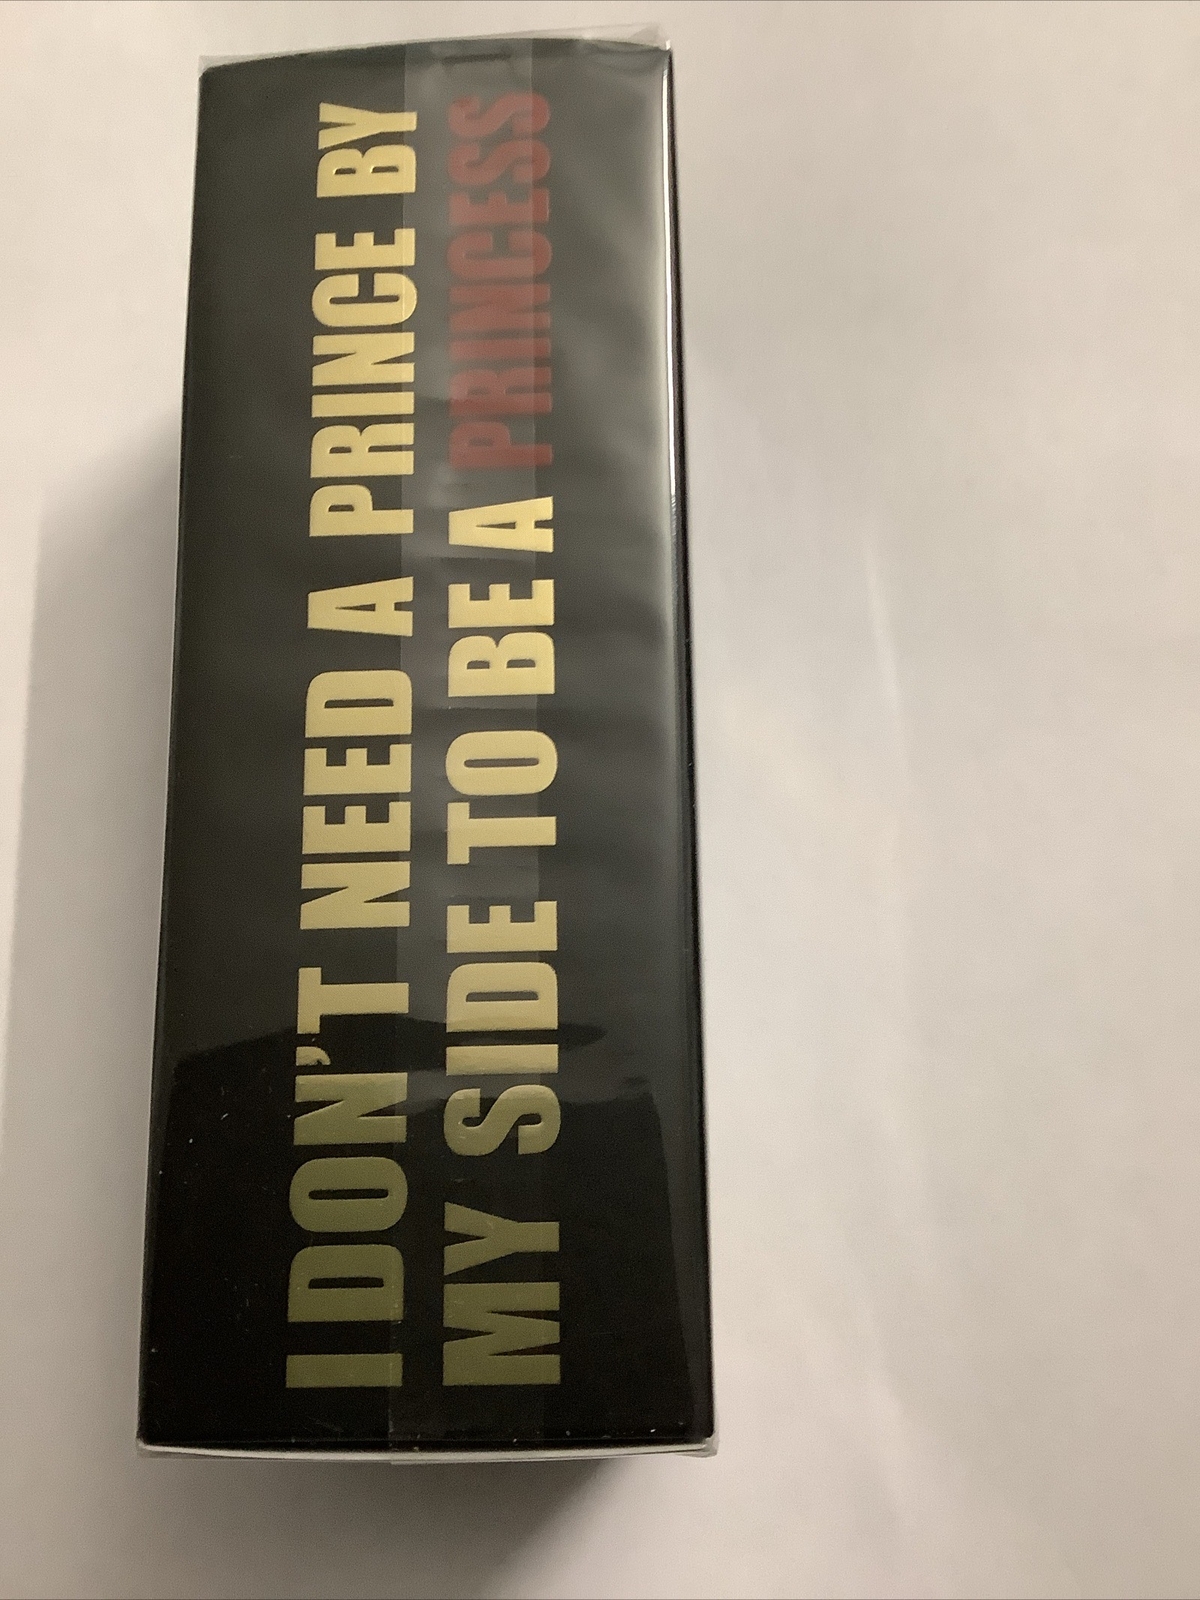 I DON'T NEED A PRINCE BY
MY SIDE TO BE A PRINCESS